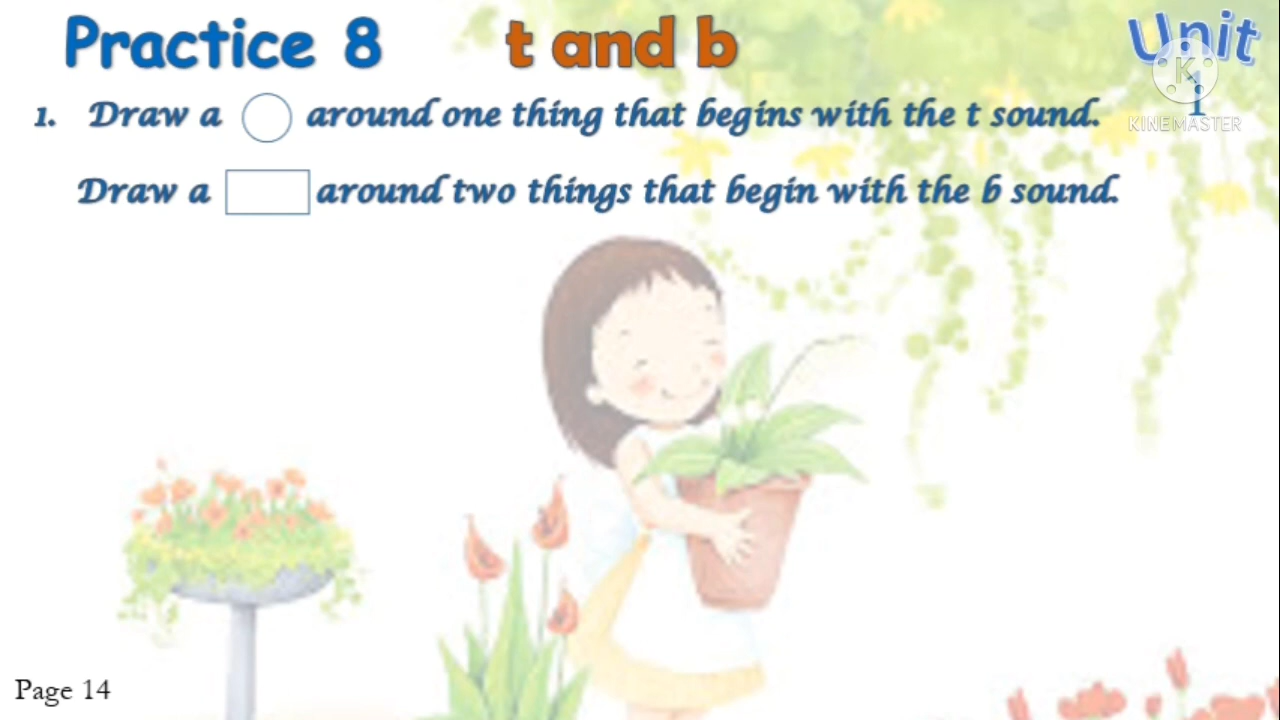 Practice 8 t and b Unit
1
1. Draw a around one thing that begins with the t sound.
KINEMASTER
Draw a around two things that begin with the b sound.
Page 14